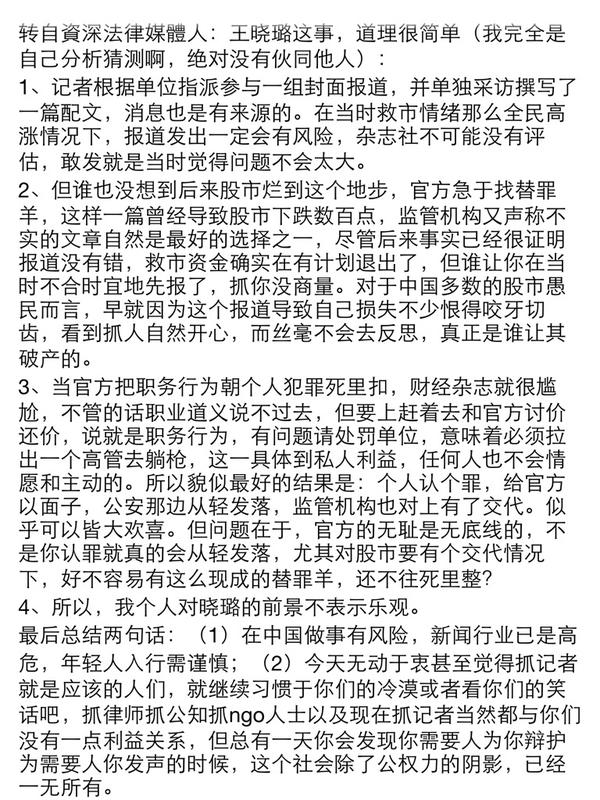 转自資深法律媒體人：王晓璐这事，道理很简单（我完全是
自己分析猜测啊，绝对没有伙同他人）：
1、记者根据单位指派参与一组封面报道，并单独采访撰写了
一篇配文，消息也是有来源的。在当时救市情绪那么全民高
涨情况下，报道发出一定会有风险，杂志社不可能没有评
估，敢发就是当时觉得问题不会太大。
2、但谁也没想到后来股市烂到这个地步，官方急于找替罪
羊，这样一篇曾经导致股市下跌数百点，监管机构又声称不
实的文章自然是最好的选择之一，尽管后来事实已经很证明
报道没有错，救市资金确实在有计划退出了，但谁让你在当
时不合时宜地先报了，抓你没商量。对于中国多数的股市愚
民而言，早就因为这个报道导致自己损失不少恨得咬牙切
齿，看到抓人自然开心，而丝毫不会去反思，真正是谁让其
破产的。
3、当官方把职务行为朝个人犯罪死里扣，财经杂志就很尴
尬，不管的话职业道义说不过去，但要上赶着去和官方讨价
还价，说就是职务行为，有问题请处罚单位，意味着必须拉
出一个高管去躺枪，这一具体到私人利益，任何人也不会情
愿和主动的。所以貌似最好的结果是：个人认个罪，给官方
以面子，公安那边从轻发落，监管机构也对上有了交代。似
乎可以皆大欢喜。但问题在于，官方的无耻是无底线的，不
是你认罪就真的会从轻发落，尤其对股市要有个交代情况
下，好不容易有这么现成的替罪羊，还不往死里整？
4、所以，我个人对晓璐的前景不表示乐观。
最后总结两句话：（1）在中国做事有风险，新闻行业已是高
危，年轻人入行需谨慎；（2）今天无动于衷甚至觉得抓记者
就是应该的人们，就继续习惯于你们的冷漠或者看你们的笑
话吧，抓律师抓公知抓ngo人士以及现在抓记者当然都与你们
没有一点利益关系，但总有一天你会发现你需要人为你辩护
为需要人你发声的时候，这个社会除了公权力的阴影，已经
一无所有。